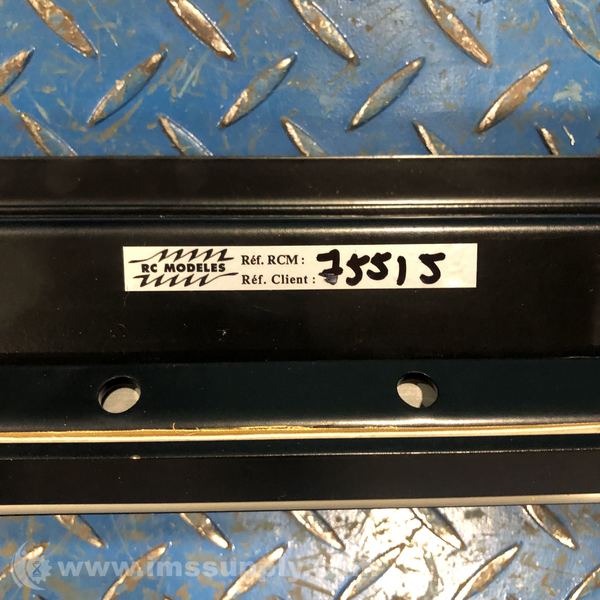 RC MODELES
Réf. RCM :
Réf. Client :
75515
www.imssupply.com